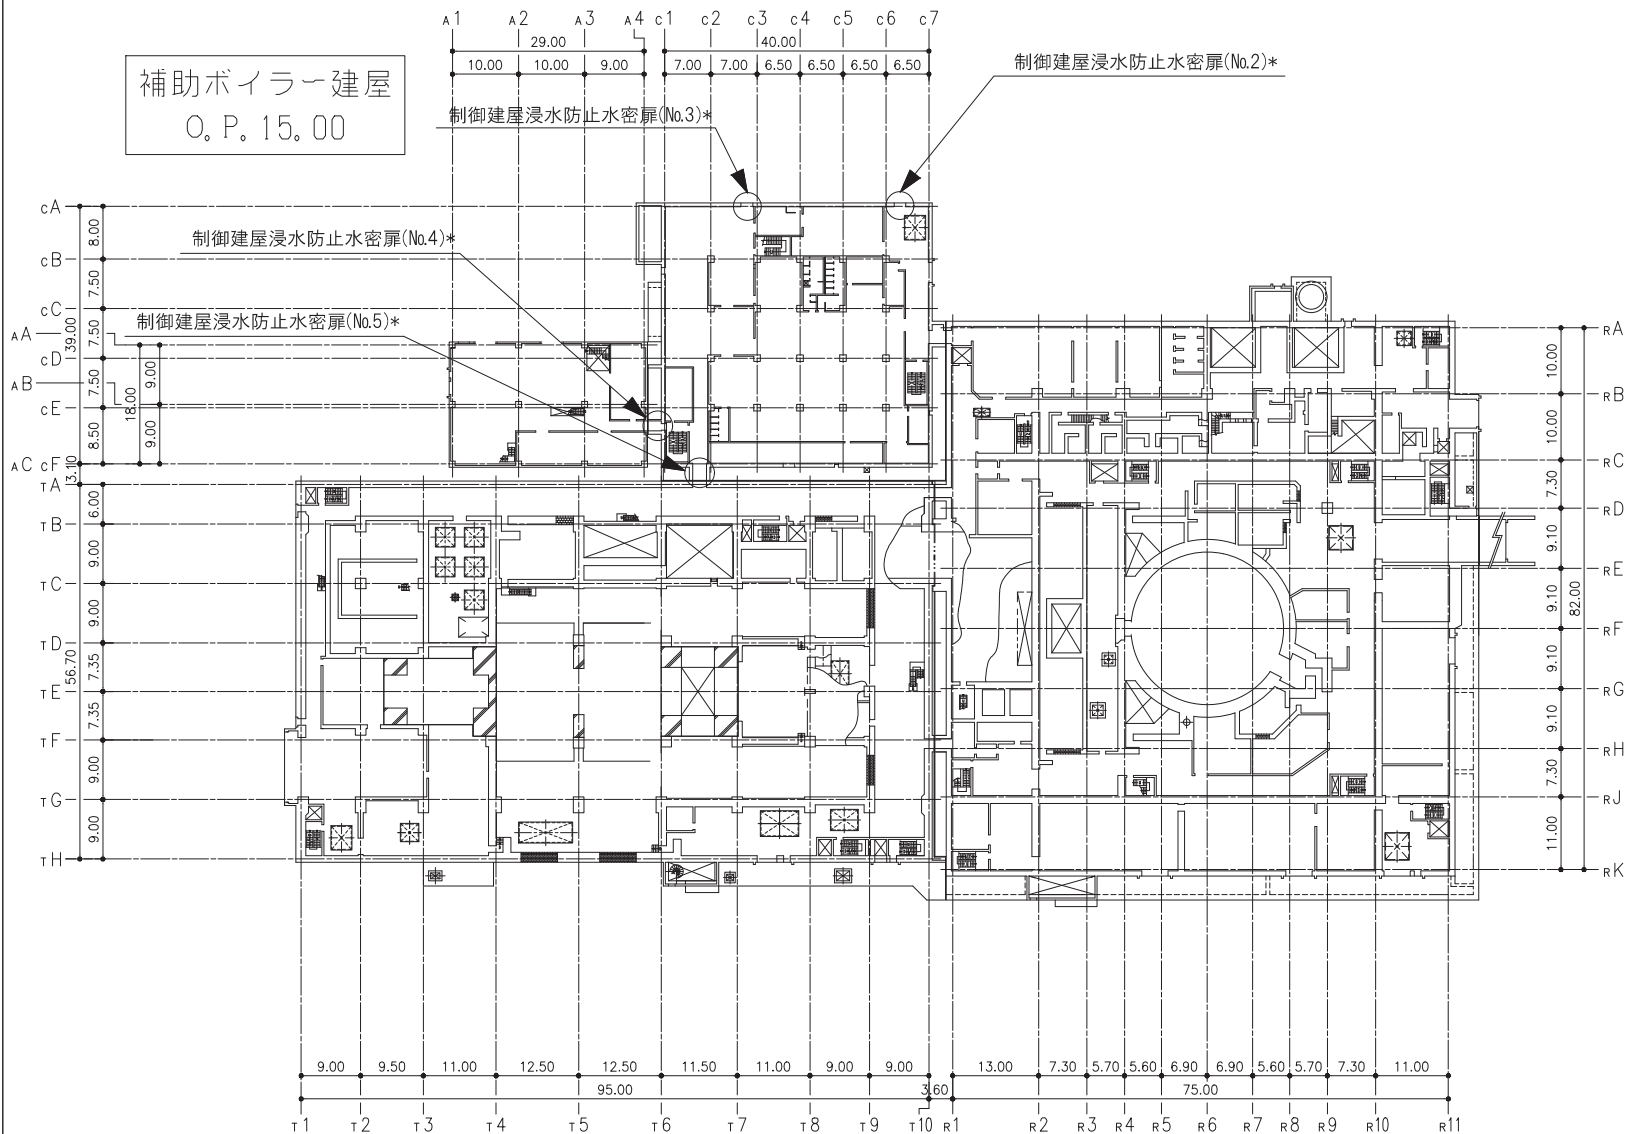 A1 A2 A3 A4 C1 C2 C3 C4 C5 C6 C7
29.00 40.00
10.00 10.00 9.00 7.00 7.00 6.50 6.50 6.50 6.50
補助ボイラー建屋
O.P.15.00
制御建屋浸水防止水密扉(No.2)*
制御建屋浸水防止水密扉(No.3)*
制御建屋浸水防止水密扉(No.4)*
制御建屋浸水防止水密扉(No.5)*
CA
8.00
CB
7.50
CC
AA
39.00
7.50
CD
7.50
AB
CE
8.50
AC CF
3.10
18.00
9.00
9.00
TA
6.00
TB
9.00
TC
9.00
TD
56.70
7.35
TE
7.35
TF
9.00
TG
9.00
TH
RA
10.00
RB
10.00
RC
7.30
RD
9.10
RE
82.00
9.10
RF
9.10
RG
9.10
RH
7.30
RJ
11.00
RK
9.00 9.50 11.00 12.50 12.50 11.50 11.00 9.00 9.00 13.00 7.30 5.70 5.60 6.90 6.90 5.60 5.70 7.30 11.00
95.00 3.60 75.00
T1 T2 T3 T4 T5 T6 T7 T8 T9 T10 R1 R2 R3 R4 R5 R6 R7 R8 R9 R10 R11